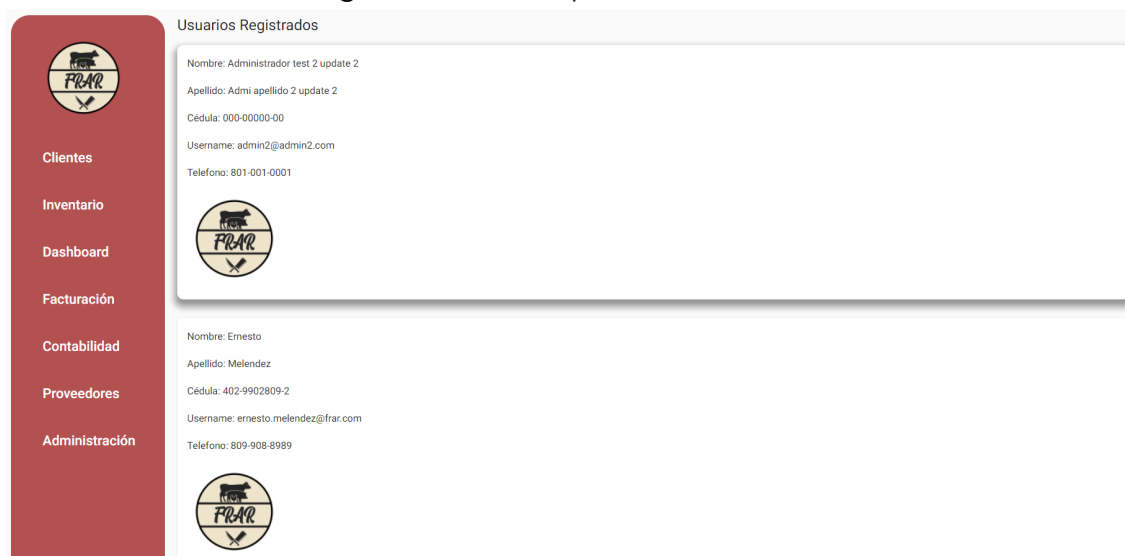 Usuarios Registrados
FRAR
Clientes
Inventario
Dashboard
Facturación
Contabilidad
Proveedores
Administración
Nombre: Administrador test 2 update 2
Apellido: Admi apellido 2 update 2
Cédula: 000-00000-00
Username: admin2@admin2.com
Telefono: 801-001-0001
FRAR
Nombre: Ernesto
Apellido: Melendez
Cédula: 402-9902809-2
Username: ernesto.melendez@frar.com
Telefono: 809-908-8989
FRAR